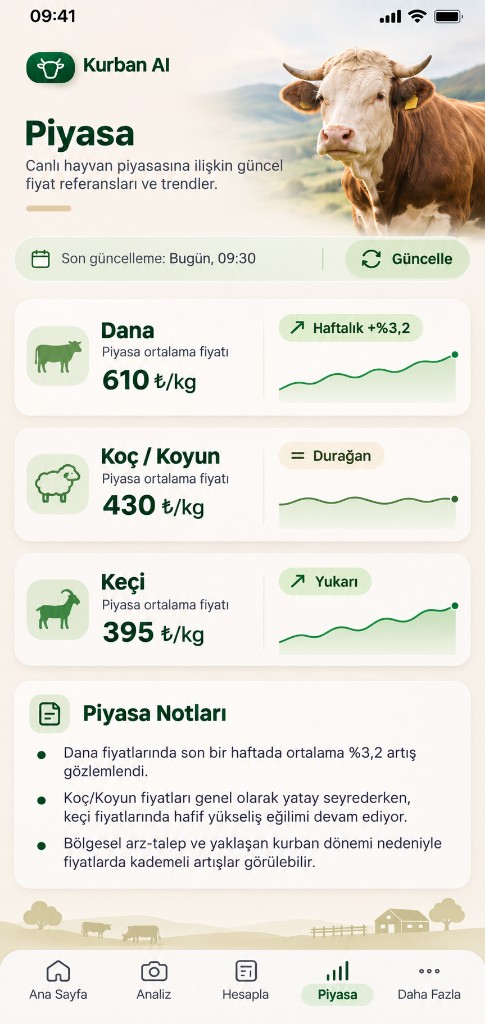 09:41
Kurban AI
Piyasa
Canlı hayvan piyasasına ilişkin güncel
fiyat referansları ve trendler.
Son güncelleme: Bugün, 09:30
Güncelle
Dana
Piyasa ortalama fiyatı
610 ₺/kg
Haftalık +%3,2
Koç / Koyun
Piyasa ortalama fiyatı
430 ₺/kg
Durağan
Keçi
Piyasa ortalama fiyatı
395 ₺/kg
Yukarı
Piyasa Notları
Dana fiyatlarında son bir haftada ortalama %3,2 artış
gözlemlendi.
Koç/Koyun fiyatları genel olarak yatay seyrederken,
keçi fiyatlarında hafif yükseliş eğilimi devam ediyor.
Bölgesel arz-talep ve yaklaşan kurban dönemi nedeniyle
fiyatlarda kademeli artışlar görülebilir.
Ana Sayfa
Analiz
Hesapla
Piyasa
Daha Fazla